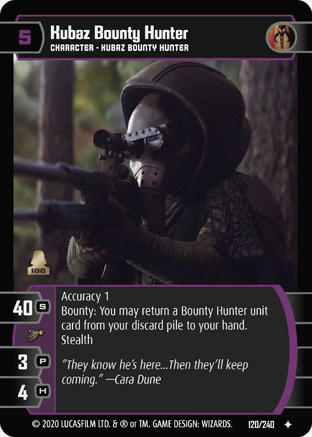 5
Kubaz Bounty Hunter
CHARACTER - KUBAZ BOUNTY HUNTER
IDC
40 S
Accuracy 1
Bounty: You may return a Bounty Hunter unit
card from your discard pile to your hand.
Stealth
3 P
“They know he’s here...Then they’ll keep
coming.” —Cara Dune
4 H
© 2020 LUCASFILM LTD. & ® or TM. GAME DESIGN: WIZARDS.
120/240